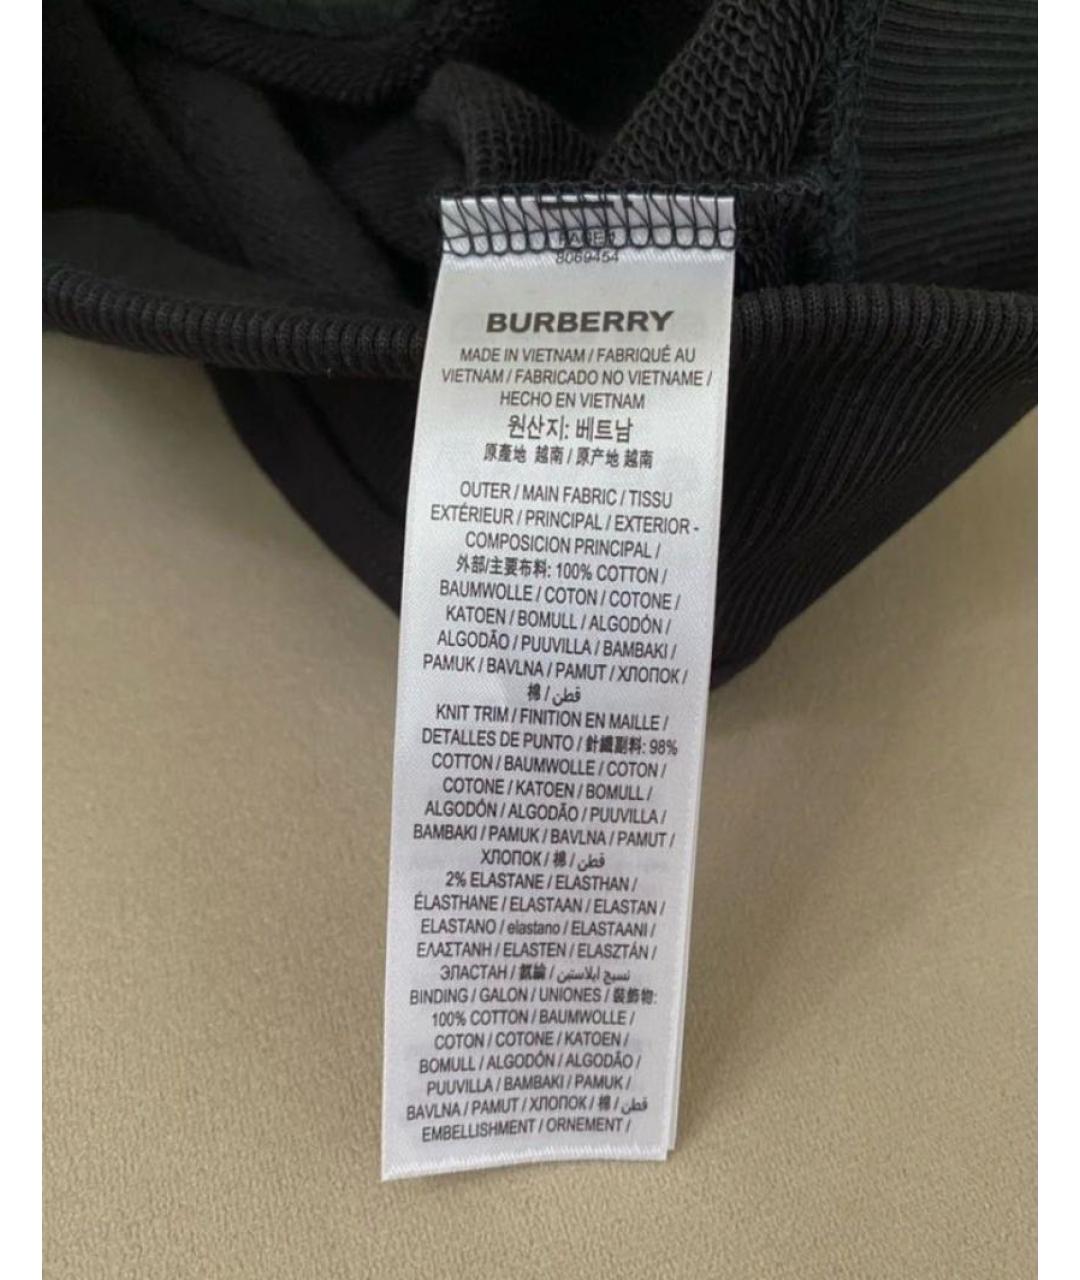 8069454
BURBERRY
MADE IN VIETNAM / FABRIQUÉ AU
VIETNAM / FABRICADO NO VIETNAME /
HECHO EN VIETNAM
원산지: 베트남
原產地 越南 / 原产地 越南
OUTER / MAIN FABRIC / TISSU
EXTÉRIEUR / PRINCIPAL / EXTERIOR -
COMPOSICION PRINCIPAL /
外部/主要布料: 100% COTTON /
BAUMWOLLE / COTON / COTONE /
KATOEN / BOMULL / ALGODÓN /
ALGODÃO / PUUVILLA / BAMBAKI /
PAMUK / BAVLNA / PAMUT / ХЛОПОК /
棉 / قطن
KNIT TRIM / FINITION EN MAILLE /
DETALLES DE PUNTO / 針織副料: 98%
COTTON / BAUMWOLLE / COTON /
COTONE / KATOEN / BOMULL /
ALGODÓN / ALGODÃO / PUUVILLA /
BAMBAKI / PAMUK / BAVLNA / PAMUT /
ХЛОПОК / 棉 / قطن
2% ELASTANE / ELASTHAN /
ÉLASTHANE / ELASTAAN / ELASTAN /
ELASTANO / elastano / ELASTAANI /
ΕΛΑΣΤΑΝΗ / ELASTEN / ELASZTÁN /
ЭЛАСТАН / 氨綸 / نسيج ايلاستين
BINDING / GALON / UNIONES / 裝飾物:
100% COTTON / BAUMWOLLE /
COTON / COTONE / KATOEN /
BOMULL / ALGODÓN / ALGODÃO /
PUUVILLA / BAMBAKI / PAMUK /
BAVLNA / PAMUT / ХЛОПОК / 棉 / قطن
EMBELLISHMENT / ORNEMENT /